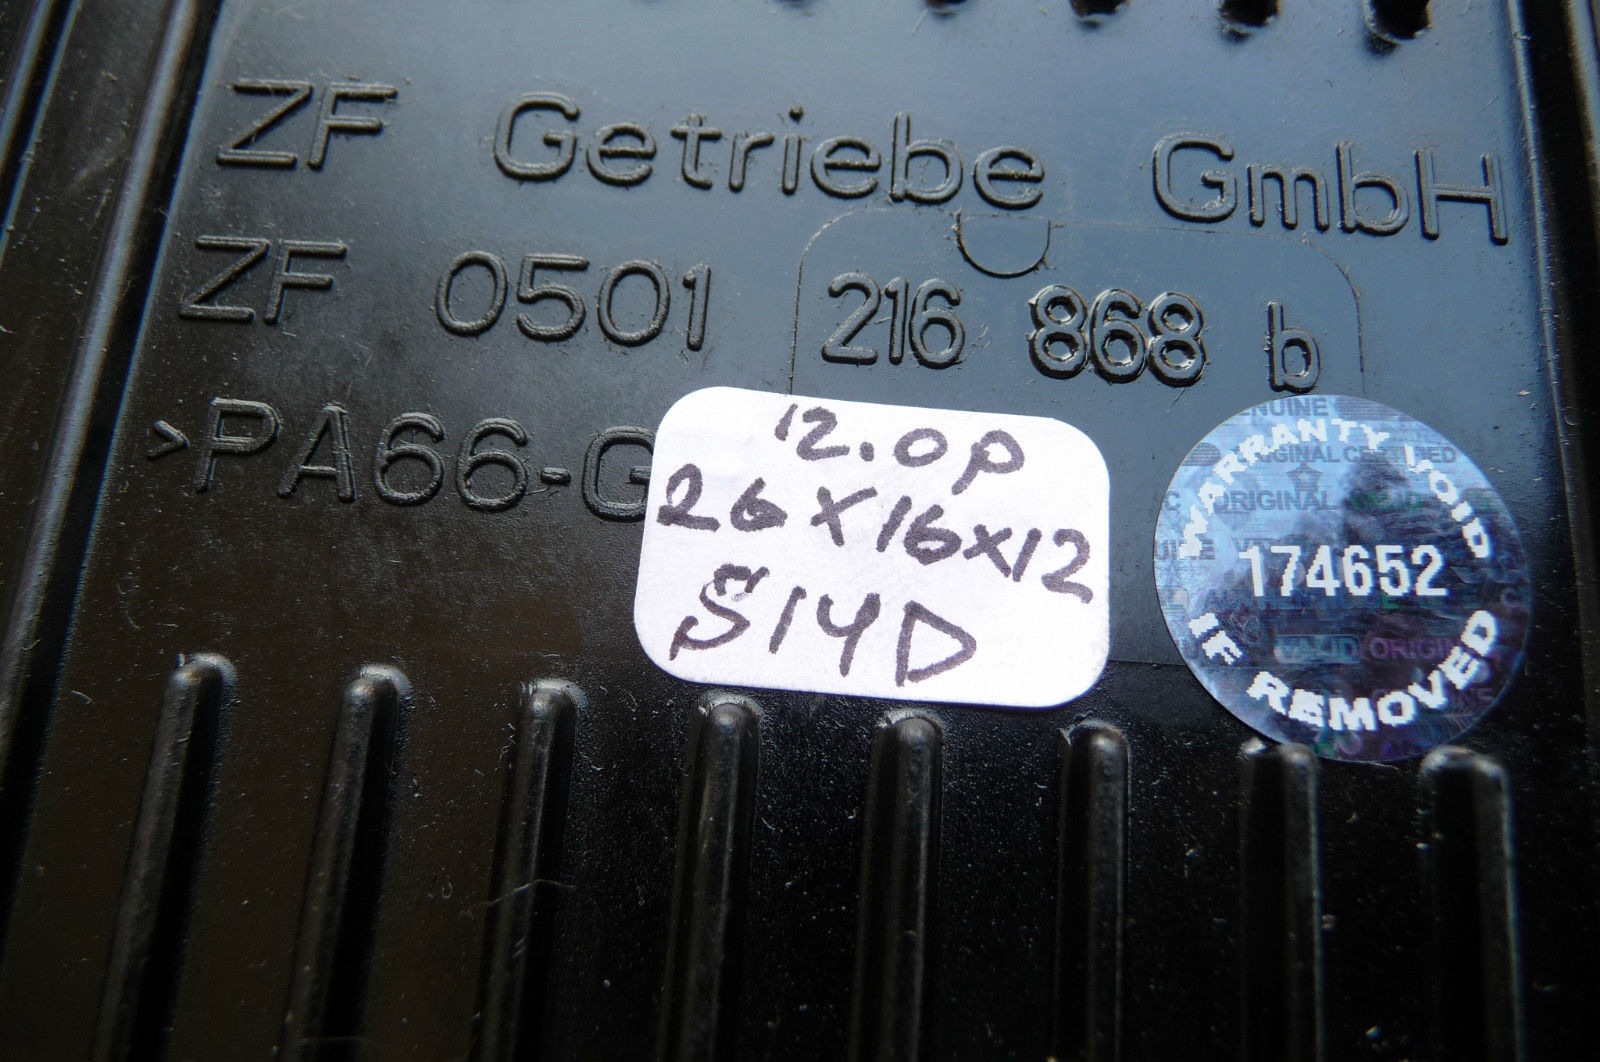 ZF Getriebe GmbH
ZF 0501 216 868 b
>PA66-G
12.0p
26X16X12
S14D
WARRANTY VOID
174652
IF REMOVED